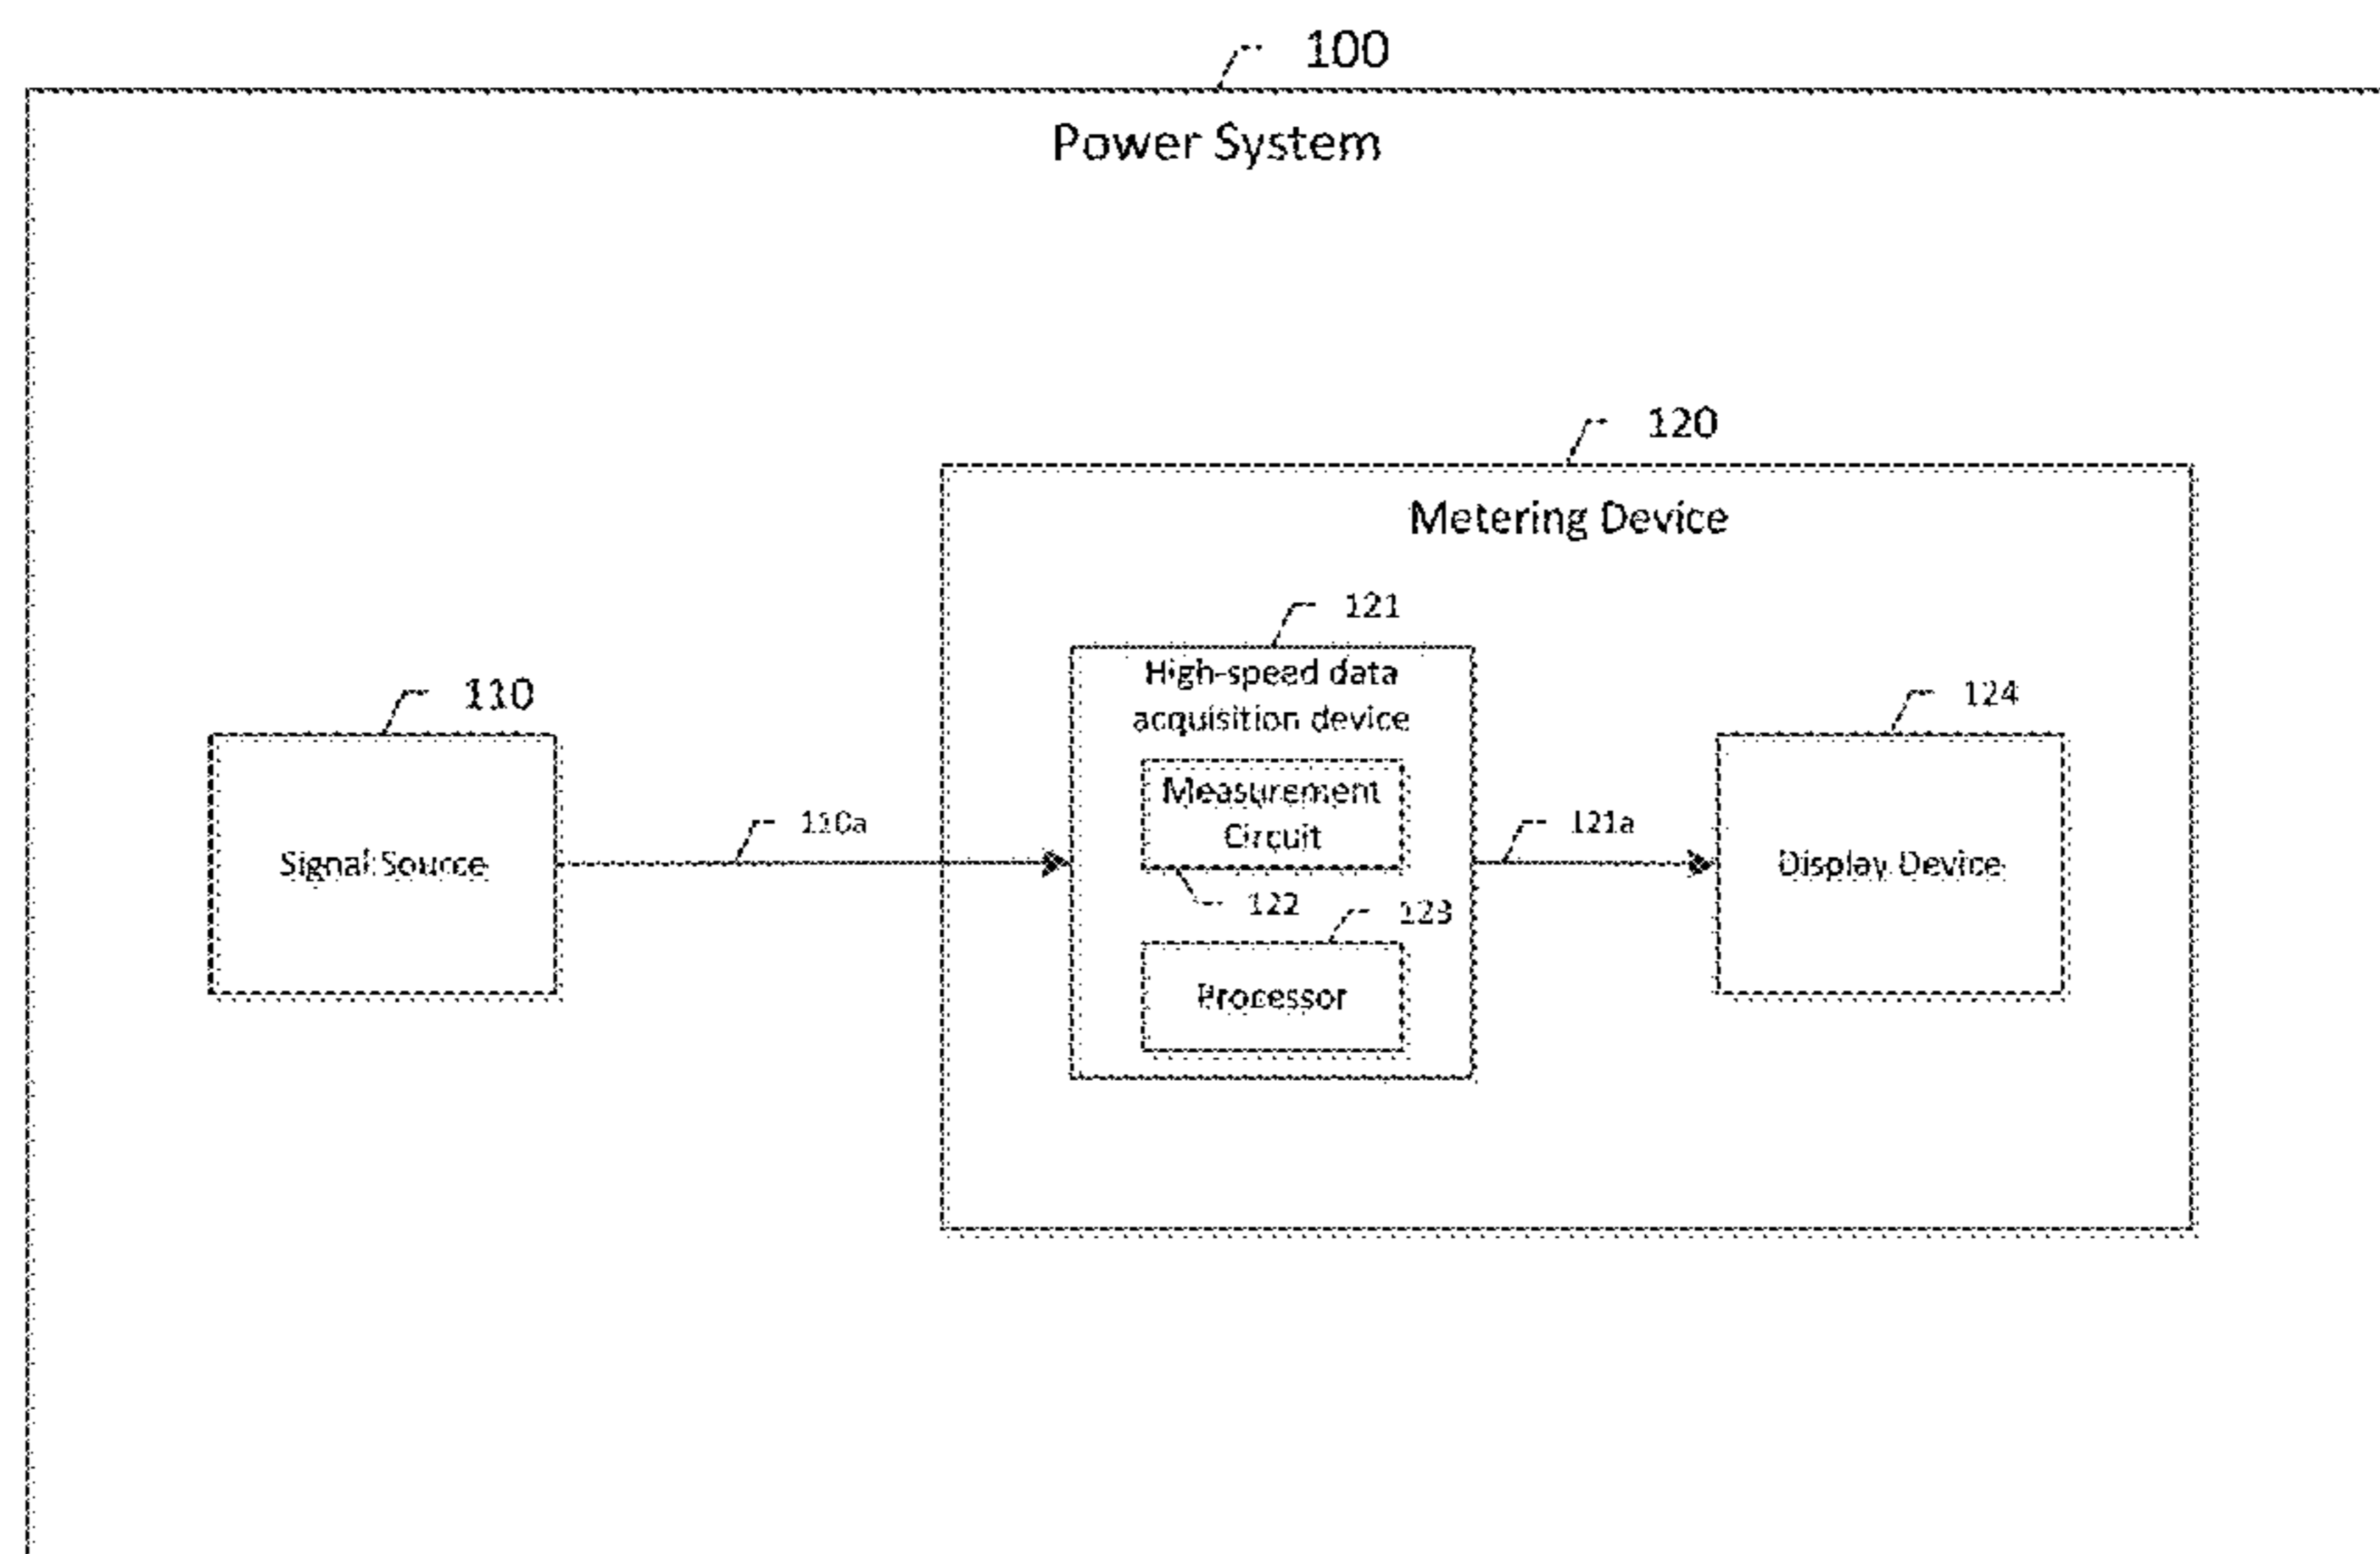 100
Power System
120
Metering Device
121
High-speed data
acquisition device
110
124
Measurement
Circuit
110a
121a
Signal Source
Display Device
122
123
Processor